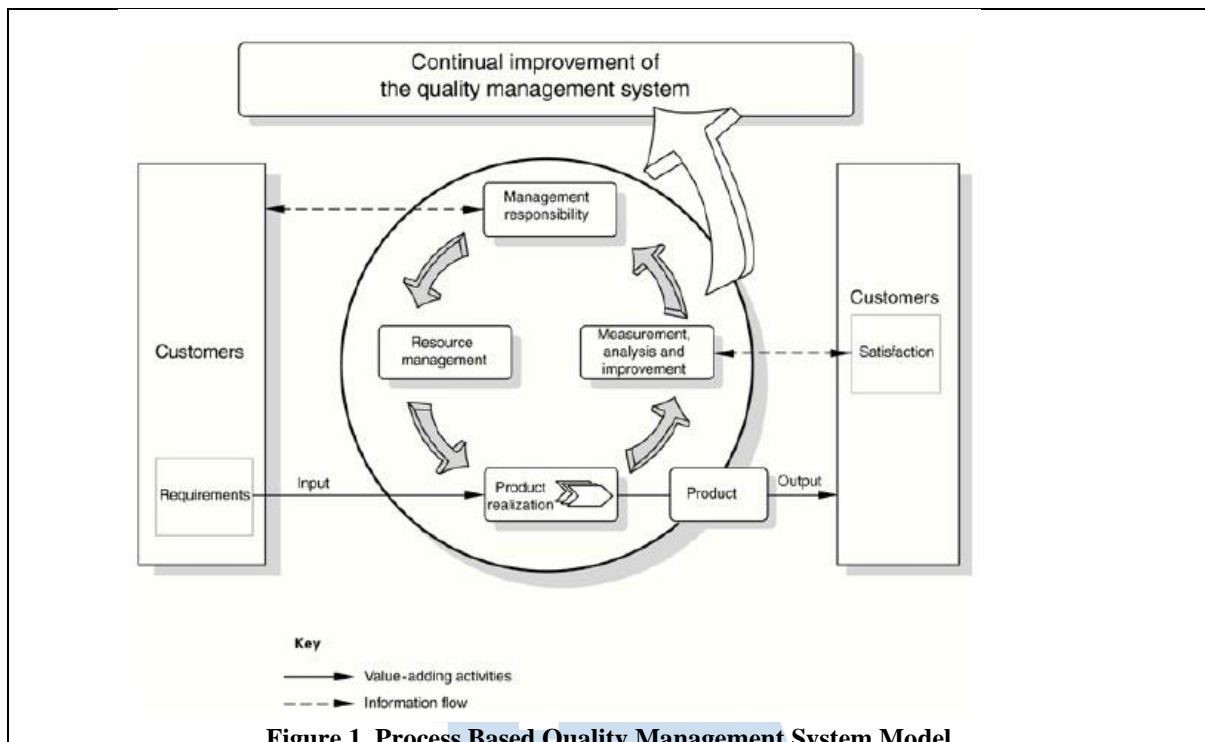 Continual improvement of
the quality management system
Management
responsibility
Customers
Resource
management
Measurement,
analysis and
improvement
Customers
Satisfaction
Requirements
Input
Product
realization
Product
Output
Key
Value-adding activities
Information flow
Figure 1. Process Based Quality Management System Model